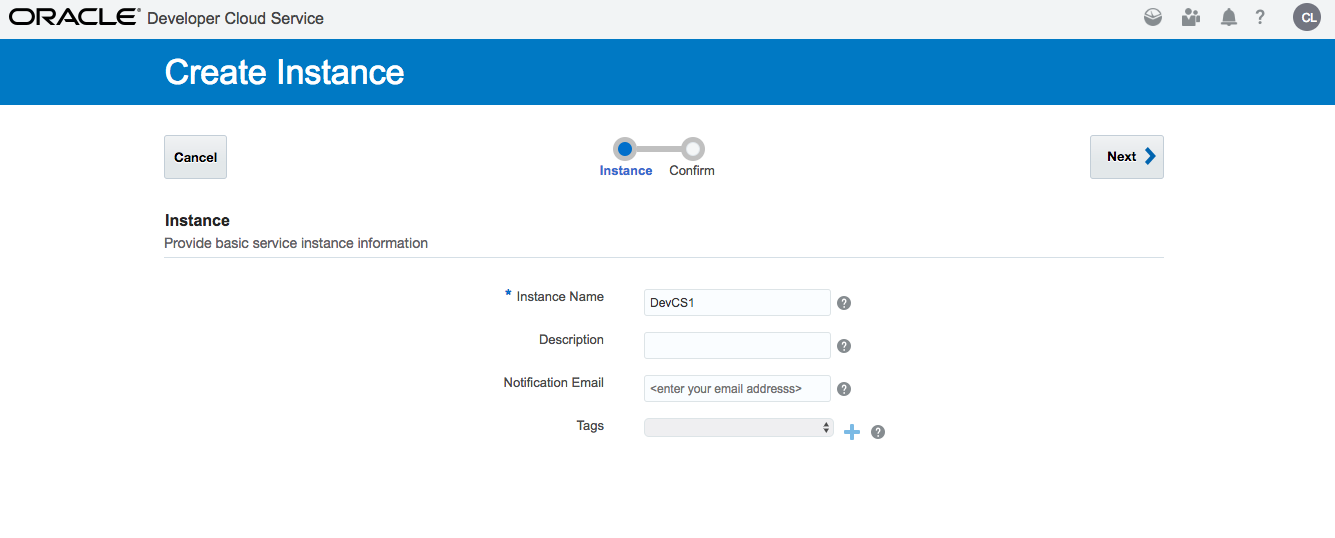 ORACLE® Developer Cloud Service
? CL
Create Instance
Cancel
Next
Instance Confirm
Instance
Provide basic service instance information
* Instance Name DevCS1 ?
Description ?
Notification Email <enter your email addresss> ?
Tags ?